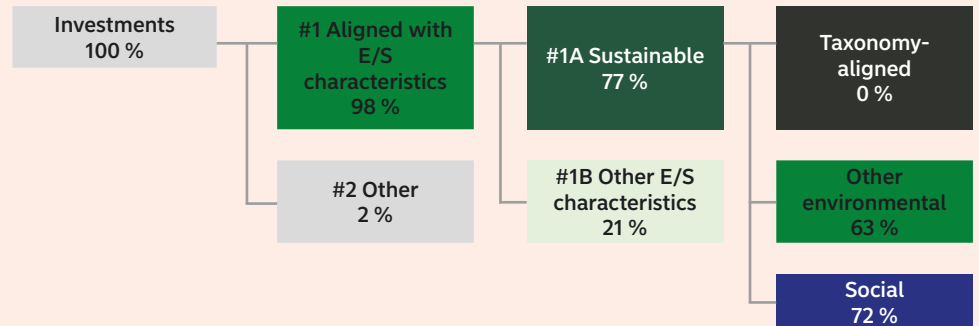 Investments
100 %
#1 Aligned with
E/S
characteristics
98 %
#2 Other
2 %
#1A Sustainable
77 %
#1B Other E/S
characteristics
21 %
Taxonomy-
aligned
0 %
Other
environmental
63 %
Social
72 %